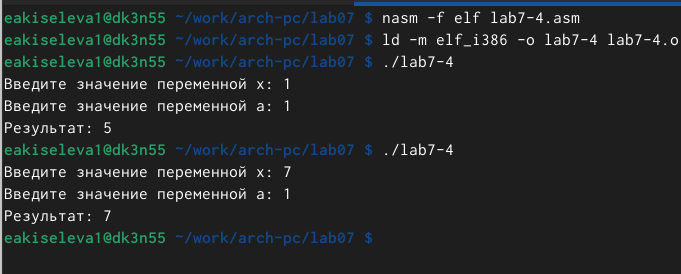 eakiseleva1@dk3n55 ~/work/arch-pc/lab07 $ nasm -f elf lab7-4.asm
eakiseleva1@dk3n55 ~/work/arch-pc/lab07 $ ld -m elf_i386 -o lab7-4 lab7-4.o
eakiseleva1@dk3n55 ~/work/arch-pc/lab07 $ ./lab7-4
Введите значение переменной x: 1
Введите значение переменной a: 1
Результат: 5
eakiseleva1@dk3n55 ~/work/arch-pc/lab07 $ ./lab7-4
Введите значение переменной x: 7
Введите значение переменной a: 1
Результат: 7
eakiseleva1@dk3n55 ~/work/arch-pc/lab07 $